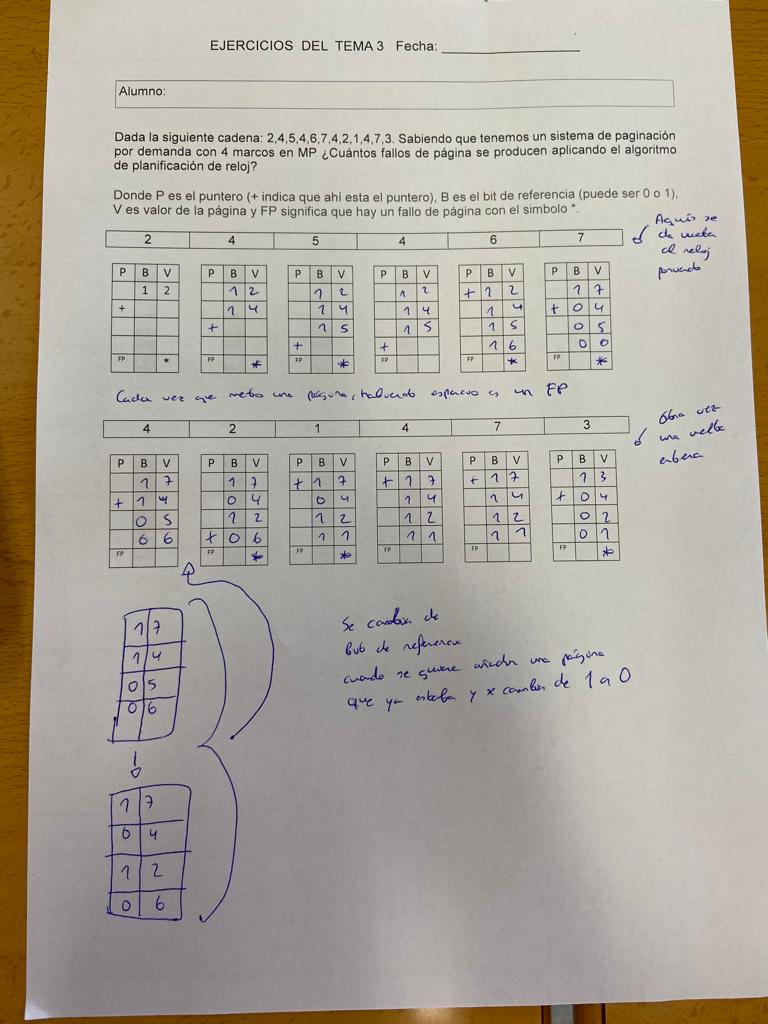 EJERCICIOS DEL TEMA 3 Fecha: ____________________
Alumno:
Dada la siguiente cadena: 2,4,5,4,6,7,4,2,1,4,7,3. Sabiendo que tenemos un sistema de paginación
por demanda con 4 marcos en MP ¿Cuántos fallos de página se producen aplicando el algoritmo
de planificación de reloj?
Donde P es el puntero (+ indica que ahí esta el puntero), B es el bit de referencia (puede ser 0 o 1),
V es valor de la página y FP significa que hay un fallo de página con el simbolo *.
se
da vuelta
el reloj
2 4 5 4 6 7
P B V P B V P B V P B V P B V P B V
1 2 1 2 1 2 1 2 + 1 2 1 7
+ 1 4 1 4 1 4 1 4 + 0 4
+ 1 5 1 5 1 5 0 5
+ + 1 6 0 6
FP * FP * FP * FP FP * FP *
Cada vez que meto una página, habiendo espacios es un FP
Otra vez
una vuelta
entera
4 2 1 4 7 3
P B V P B V P B V P B V P B V P B V
1 7 1 7 + 1 7 + 1 7 + 1 7 1 3
+ 1 4 0 4 0 4 1 4 1 4 + 0 4
0 5 1 2 1 2 1 2 1 2 0 2
6 6 + 0 6 1 1 1 1 1 1 0 1
FP FP * FP * FP FP FP *
Se cambia de
de referencia
cuando se quiere añadir una página
que ya estaba y se cambia de 1 a 0
1 7
1 4
0 5
0 6
1 7
0 4
1 2
0 6